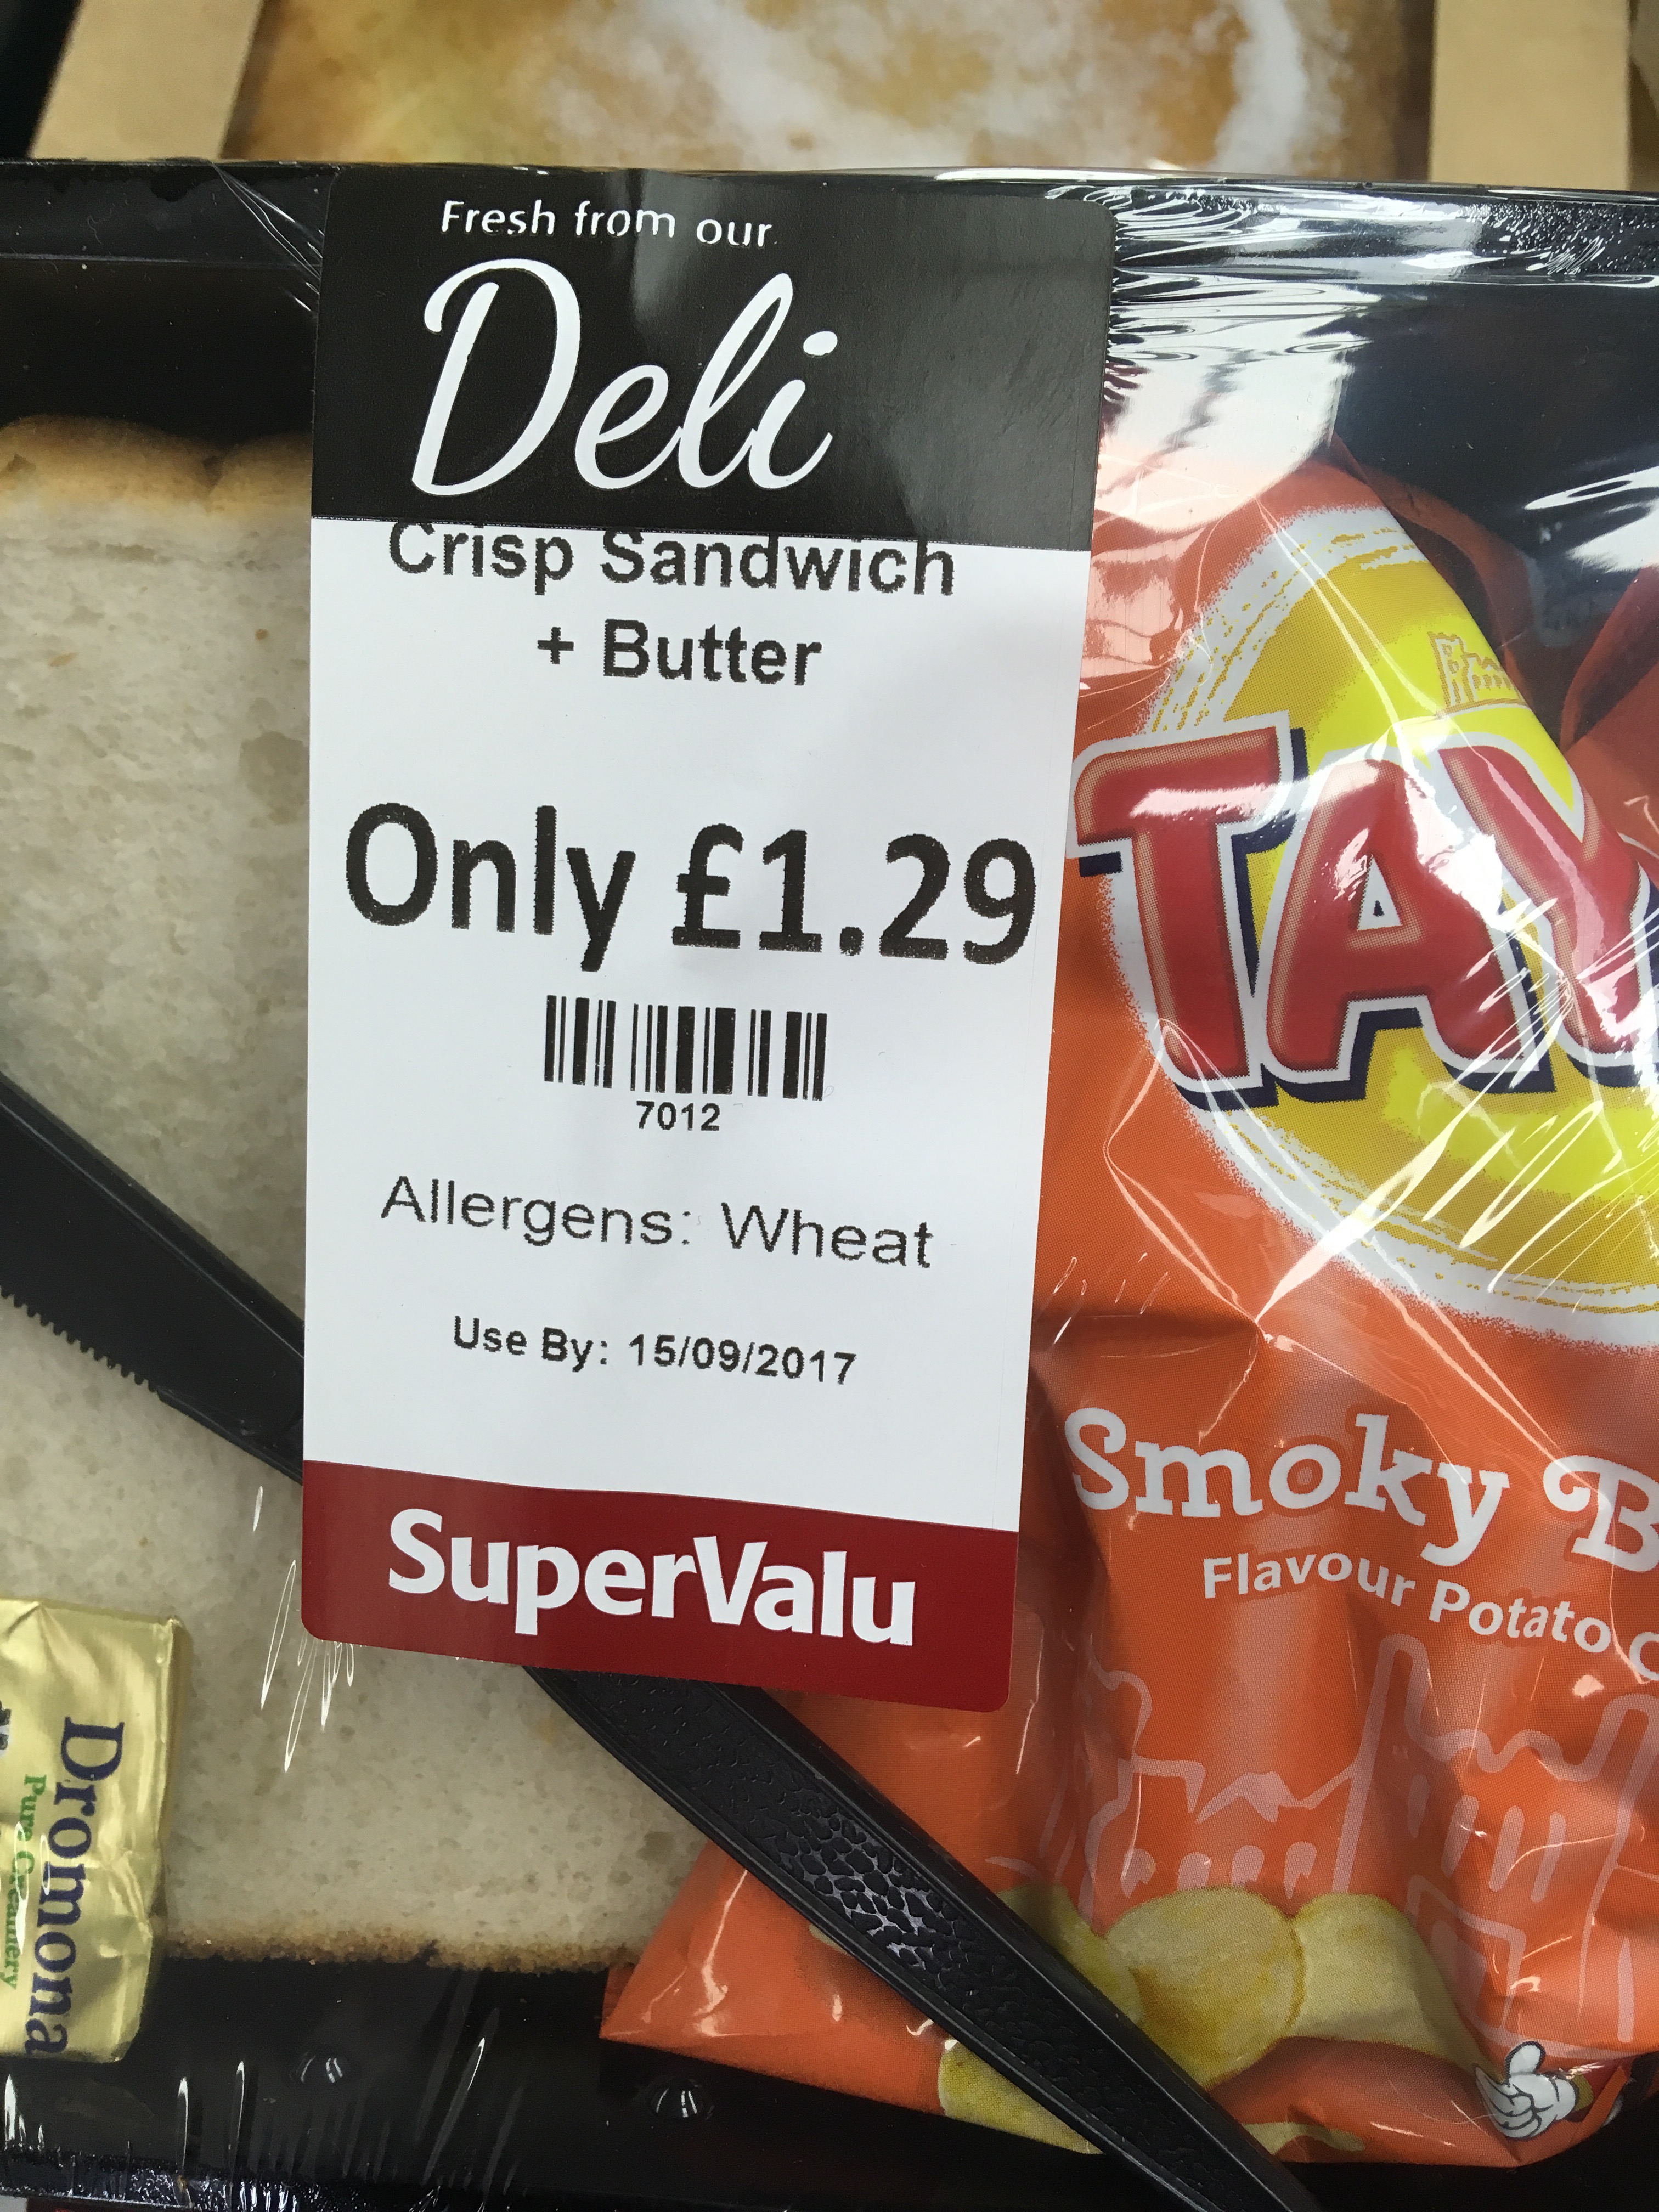 Fresh from our
Deli
Crisp Sandwich
+ Butter
Only £1.29
7012
Allergens: Wheat
Use By: 15/09/2017
SuperValu
TAY
Smoky B
Flavour Potato C
Dromona
Pure Creamery